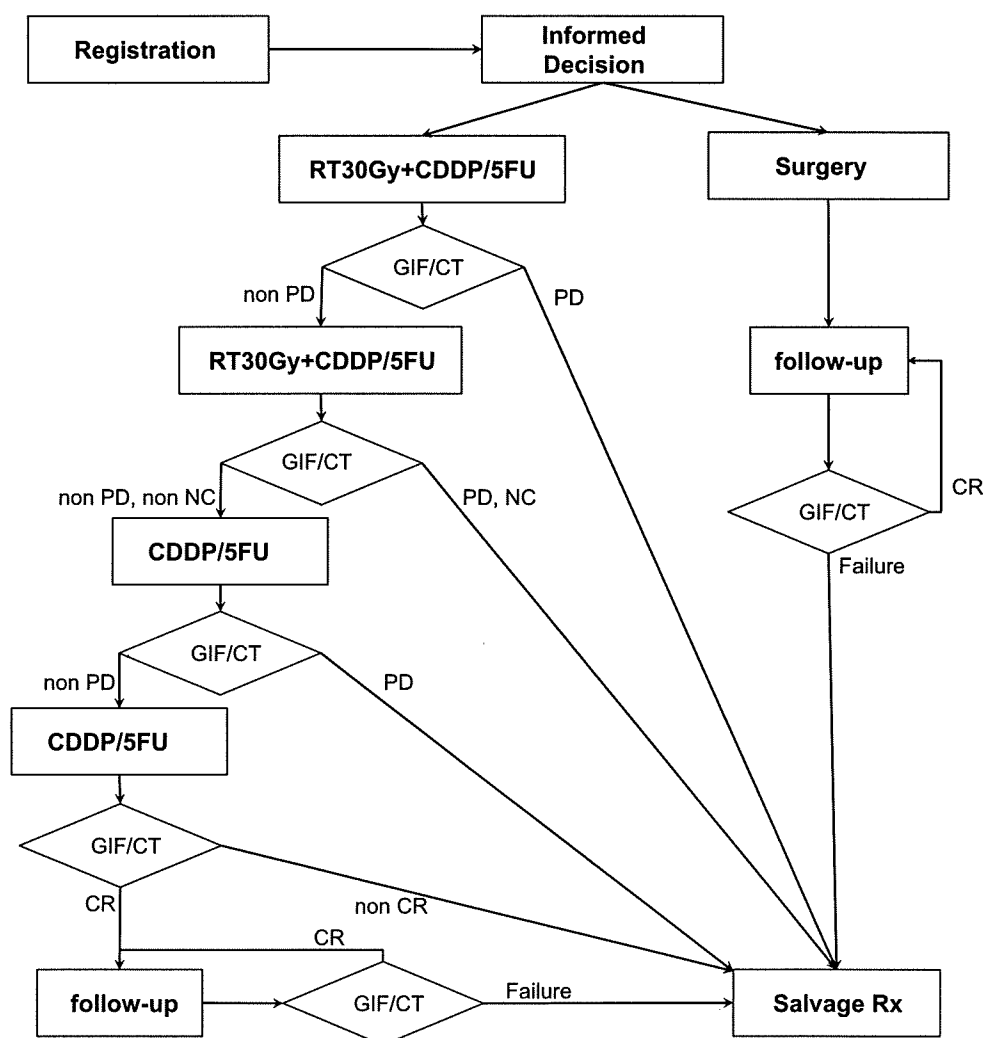 Registration
Informed
Decision
RT30Gy+CDDP/5FU
Surgery
GIF/CT
non PD
PD
RT30Gy+CDDP/5FU
follow-up
GIF/CT
non PD, non NC
PD, NC
CR
GIF/CT
Failure
CDDP/5FU
GIF/CT
non PD
PD
CDDP/5FU
GIF/CT
CR
non CR
CR
follow-up
GIF/CT
Failure
Salvage Rx